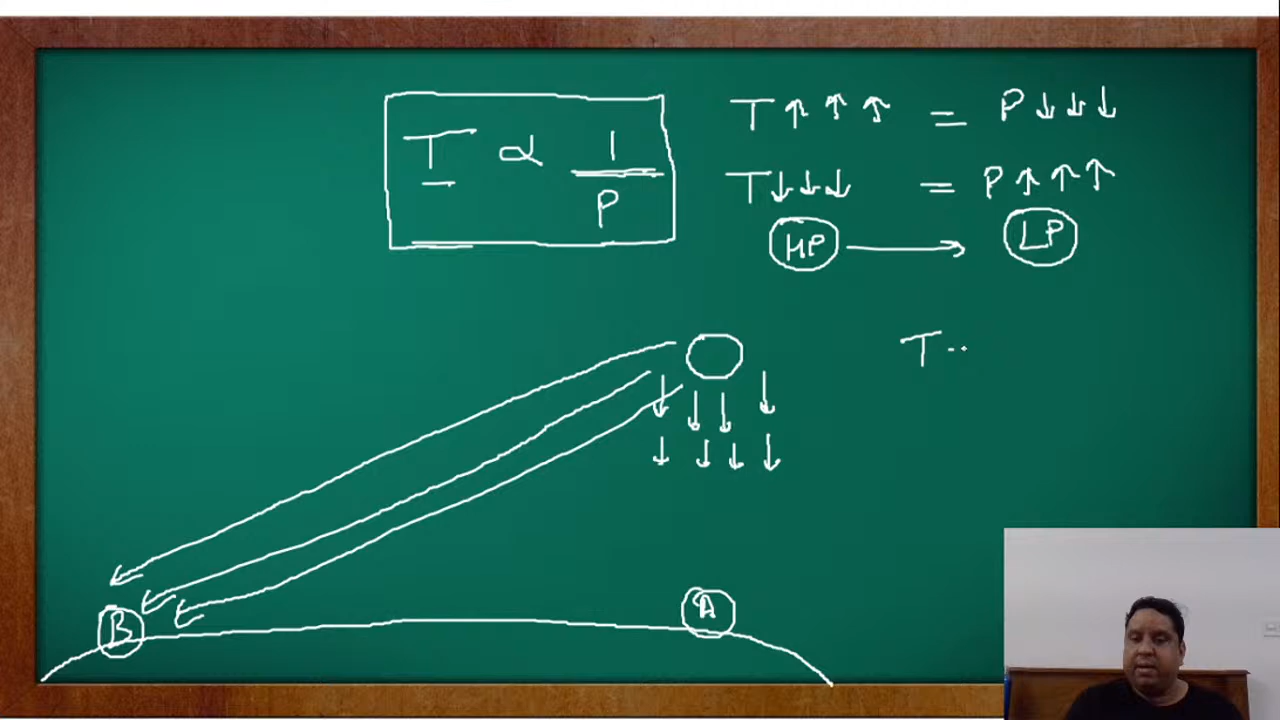 T ∝ 1/P
T ↑ ↑ ↑ = P ↓ ↓ ↓
T ↓ ↓ ↓ = P ↑ ↑ ↑
HP → LP
T
B
A